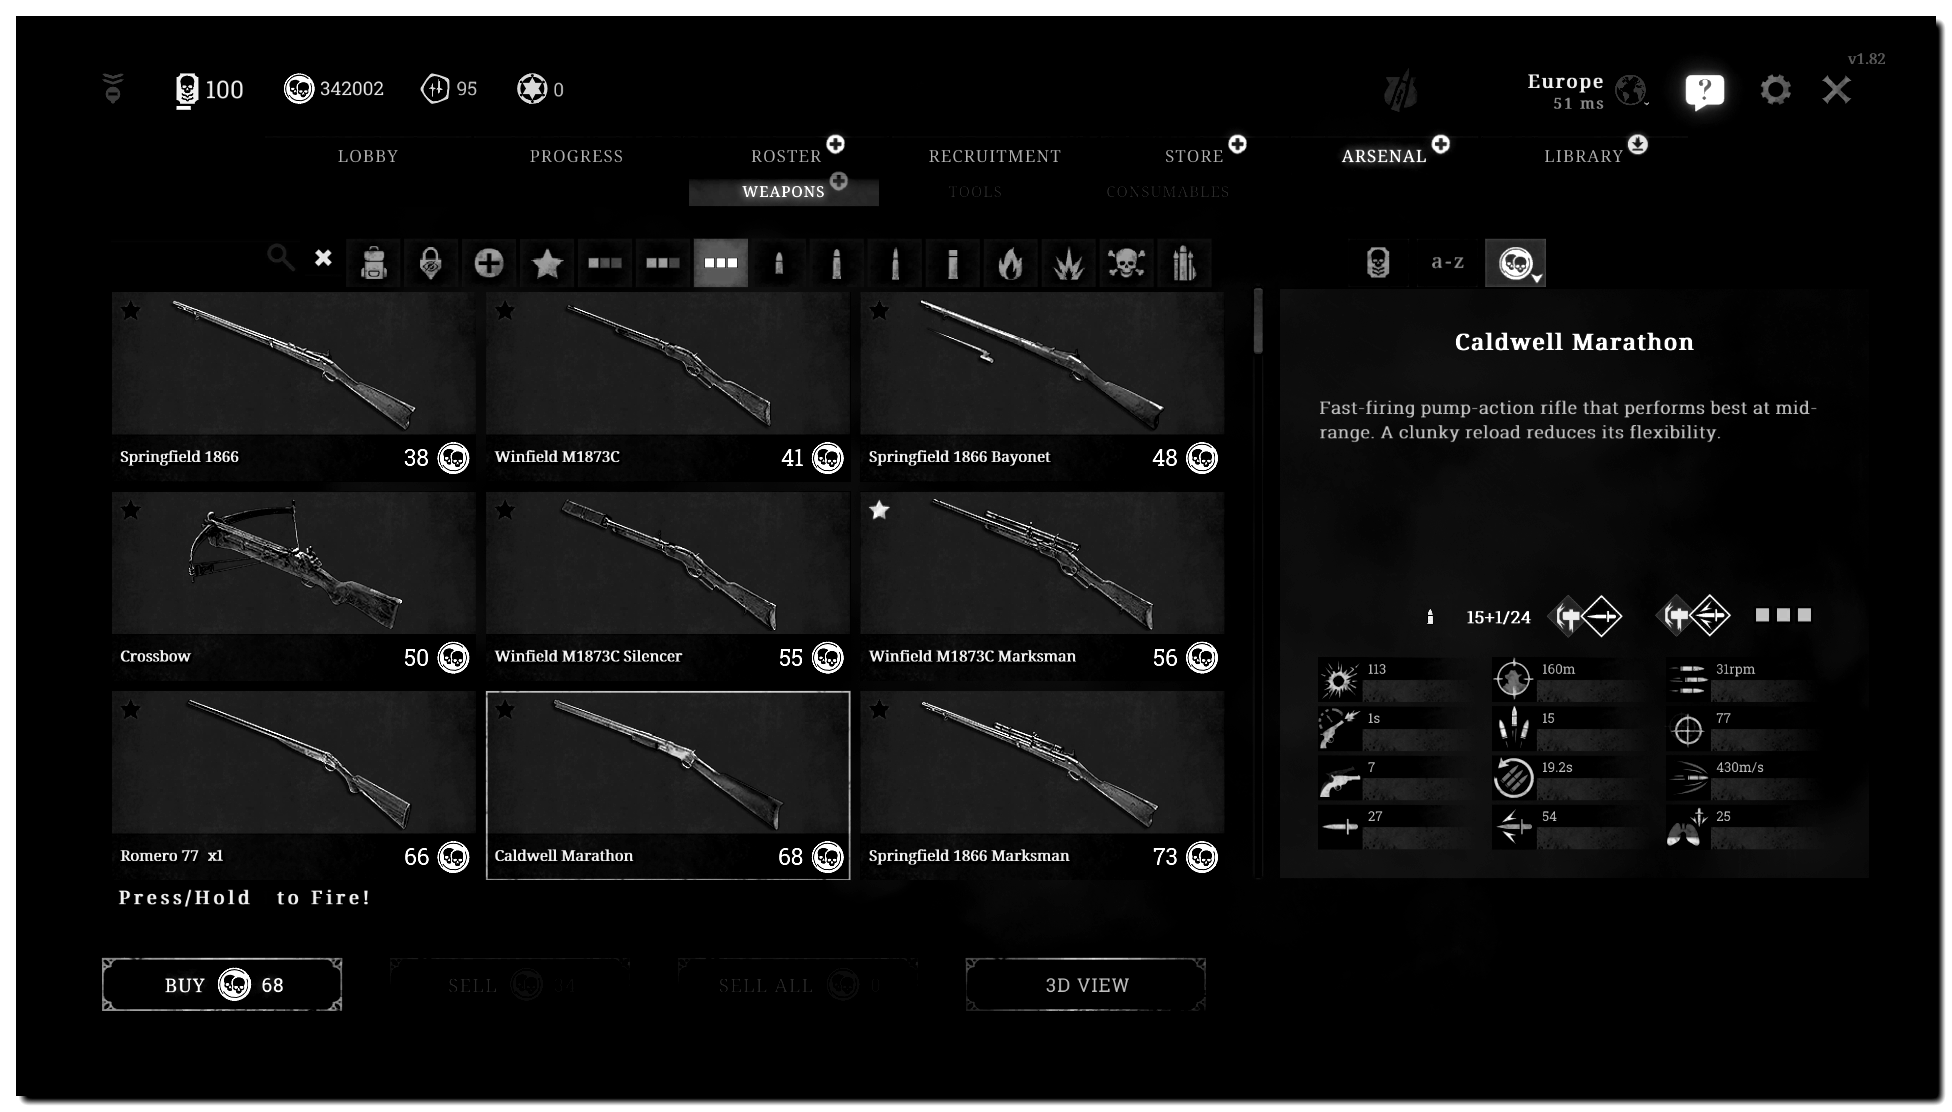 v1.82
100
342002
95
0
Europe
51 ms
?
LOBBY
PROGRESS
ROSTER
RECRUITMENT
STORE
ARSENAL
LIBRARY
WEAPONS
TOOLS
CONSUMABLES
a-z
Springfield 1866
38
Winfield M1873C
41
Springfield 1866 Bayonet
48
Crossbow
50
Winfield M1873C Silencer
55
Winfield M1873C Marksman
56
Romero 77 x1
66
Caldwell Marathon
68
Springfield 1866 Marksman
73
Caldwell Marathon
Fast-firing pump-action rifle that performs best at mid-
range. A clunky reload reduces its flexibility.
15+1/24
113
160m
31rpm
1s
15
77
7
19.2s
430m/s
27
54
25
Press/Hold to Fire!
BUY 68
SELL 34
SELL ALL 0
3D VIEW